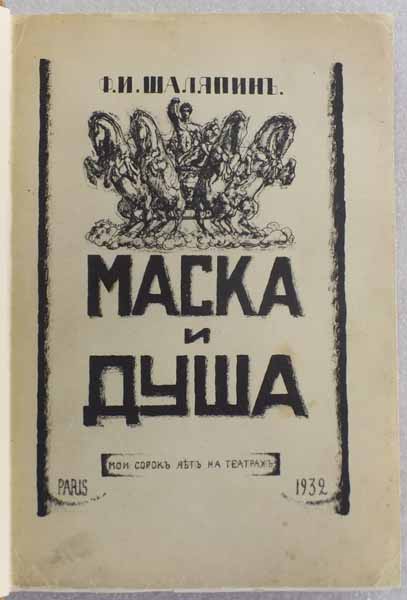 Ф.И.ШАЛЯПИНЪ.
МАСКА
и
ДУША
МОИ СОРОКЪ ЛѢТЪ НА ТЕАТРАХЪ
PARIS 1932